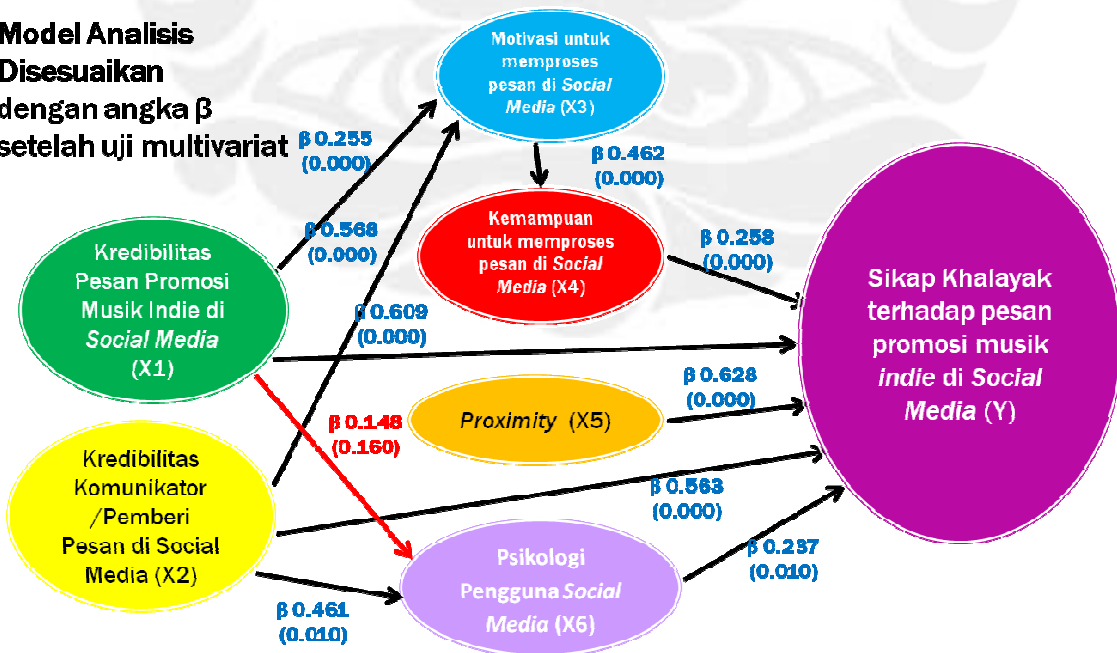 Model Analisis
Disesuaikan
dengan angka β
setelah uji multivariat
Motivasi untuk
memproses
pesan di Social
Media (X3)
β 0.255
(0.000)
β 0.462
(0.000)
β 0.568
(0.000)
Kemampuan
untuk memproses
pesan di Social
Media (X4)
β 0.258
(0.000)
Kredibilitas
Pesan Promosi
Musik Indie di
Social Media
(X1)
β 0.609
(0.000)
Sikap Khalayak
terhadap pesan
promosi musik
indie di Social
Media (Y)
β 0.628
(0.000)
Proximity (X5)
β 0.148
(0.160)
Kredibilitas
Komunikator
/Pemberi
Pesan di Social
Media (X2)
β 0.563
(0.000)
Psikologi
Pengguna Social
Media (X6)
β 0.237
(0.010)
β 0.461
(0.010)